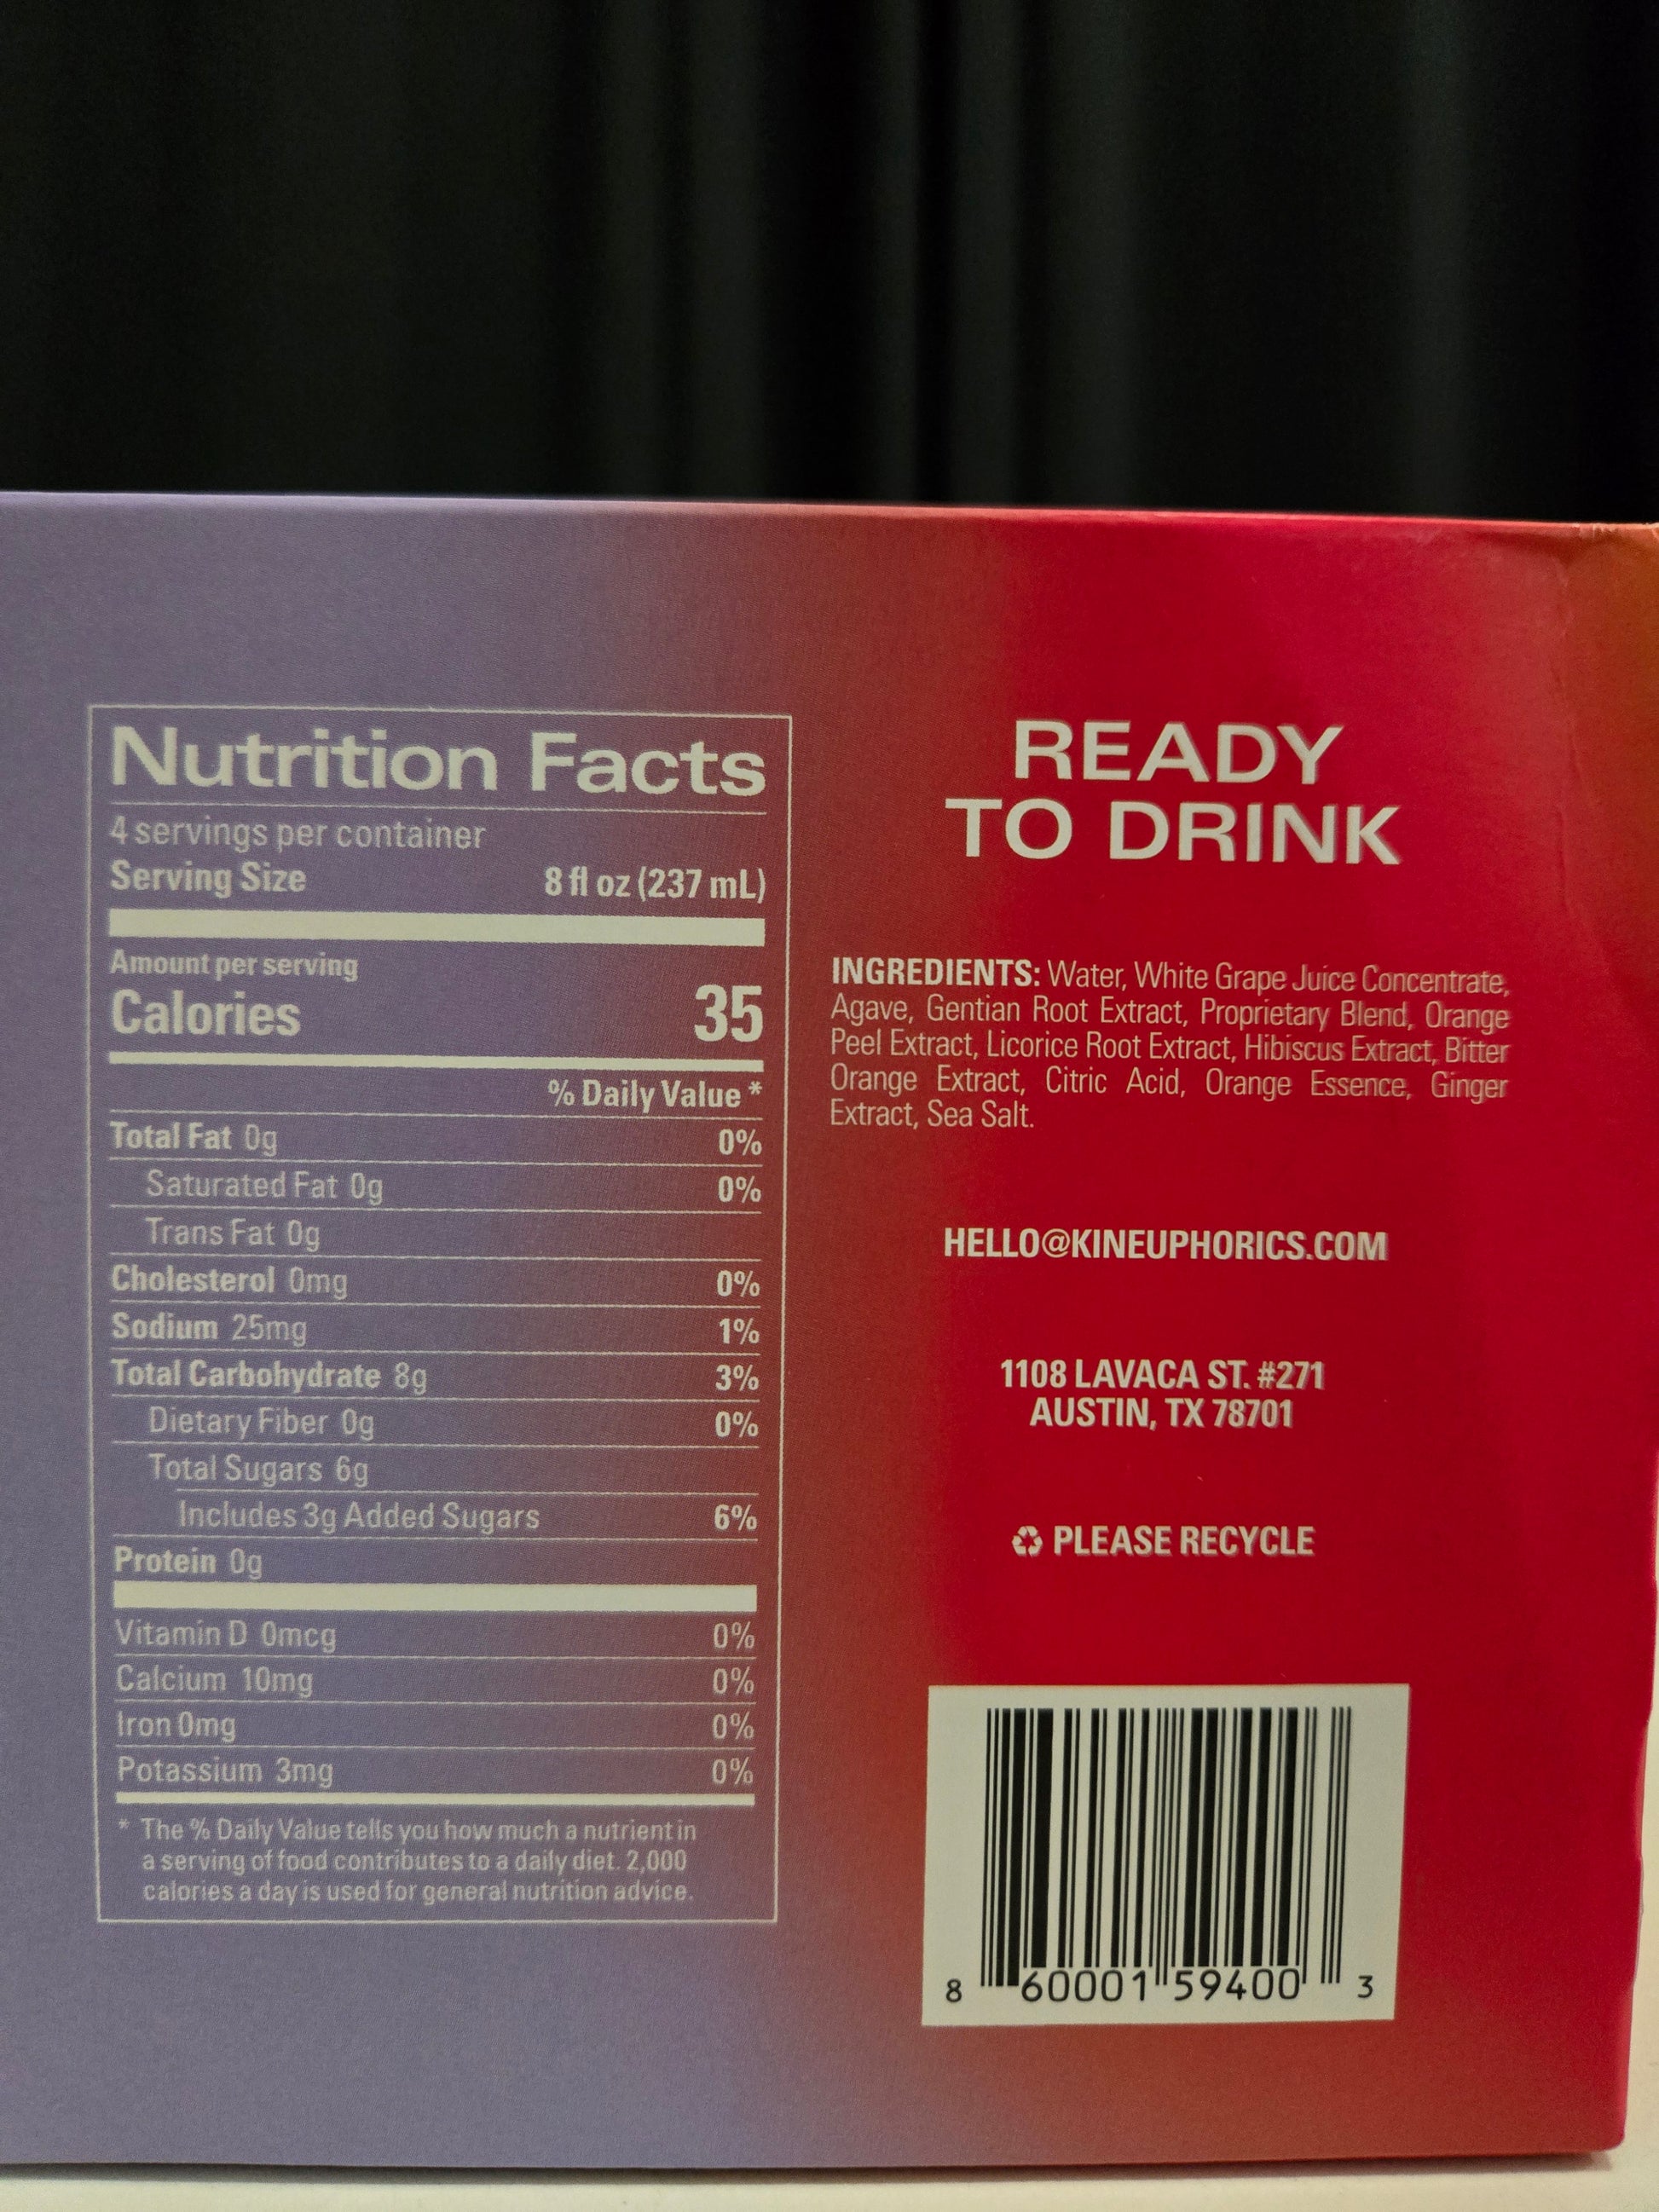 Nutrition Facts
4 servings per container
Serving Size 8 fl oz (237 mL)
Amount per serving
Calories 35
% Daily Value *
Total Fat 0g 0%
Saturated Fat 0g 0%
Trans Fat 0g
Cholesterol 0mg 0%
Sodium 25mg 1%
Total Carbohydrate 8g 3%
Dietary Fiber 0g 0%
Total Sugars 6g
Includes 3g Added Sugars 6%
Protein 0g
Vitamin D 0mcg 0%
Calcium 10mg 0%
Iron 0mg 0%
Potassium 3mg 0%
* The % Daily Value tells you how much a nutrient in
a serving of food contributes to a daily diet. 2,000
calories a day is used for general nutrition advice.
READY
TO DRINK
INGREDIENTS: Water, White Grape Juice Concentrate,
Agave, Gentian Root Extract, Proprietary Blend, Orange
Peel Extract, Licorice Root Extract, Hibiscus Extract, Bitter
Orange Extract, Citric Acid, Orange Essence, Ginger
Extract, Sea Salt.
HELLO@KINEUPHORICS.COM
1108 LAVACA ST. #271
AUSTIN, TX 78701
PLEASE RECYCLE
8 60001 59400 3